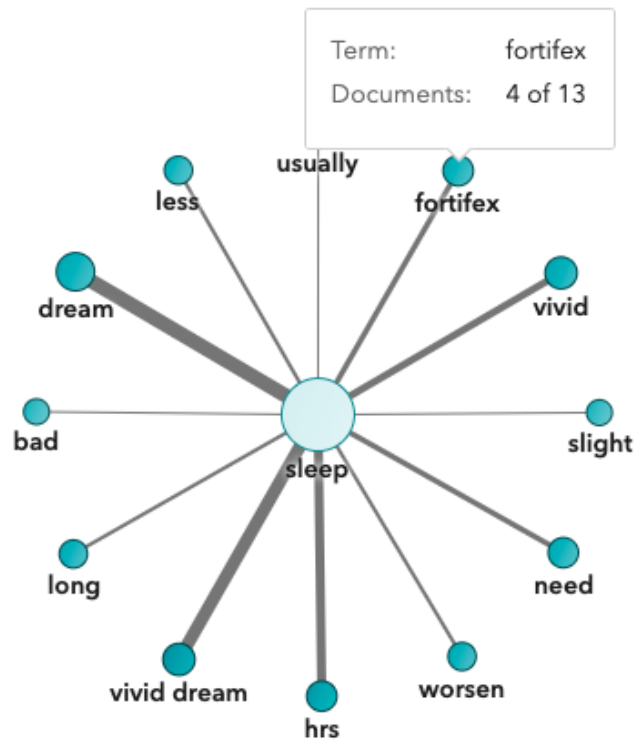 Term: fortifex
Documents: 4 of 13
usually
less
fortifex
dream
vivid
bad
sleep
slight
long
need
vivid dream
worsen
hrs